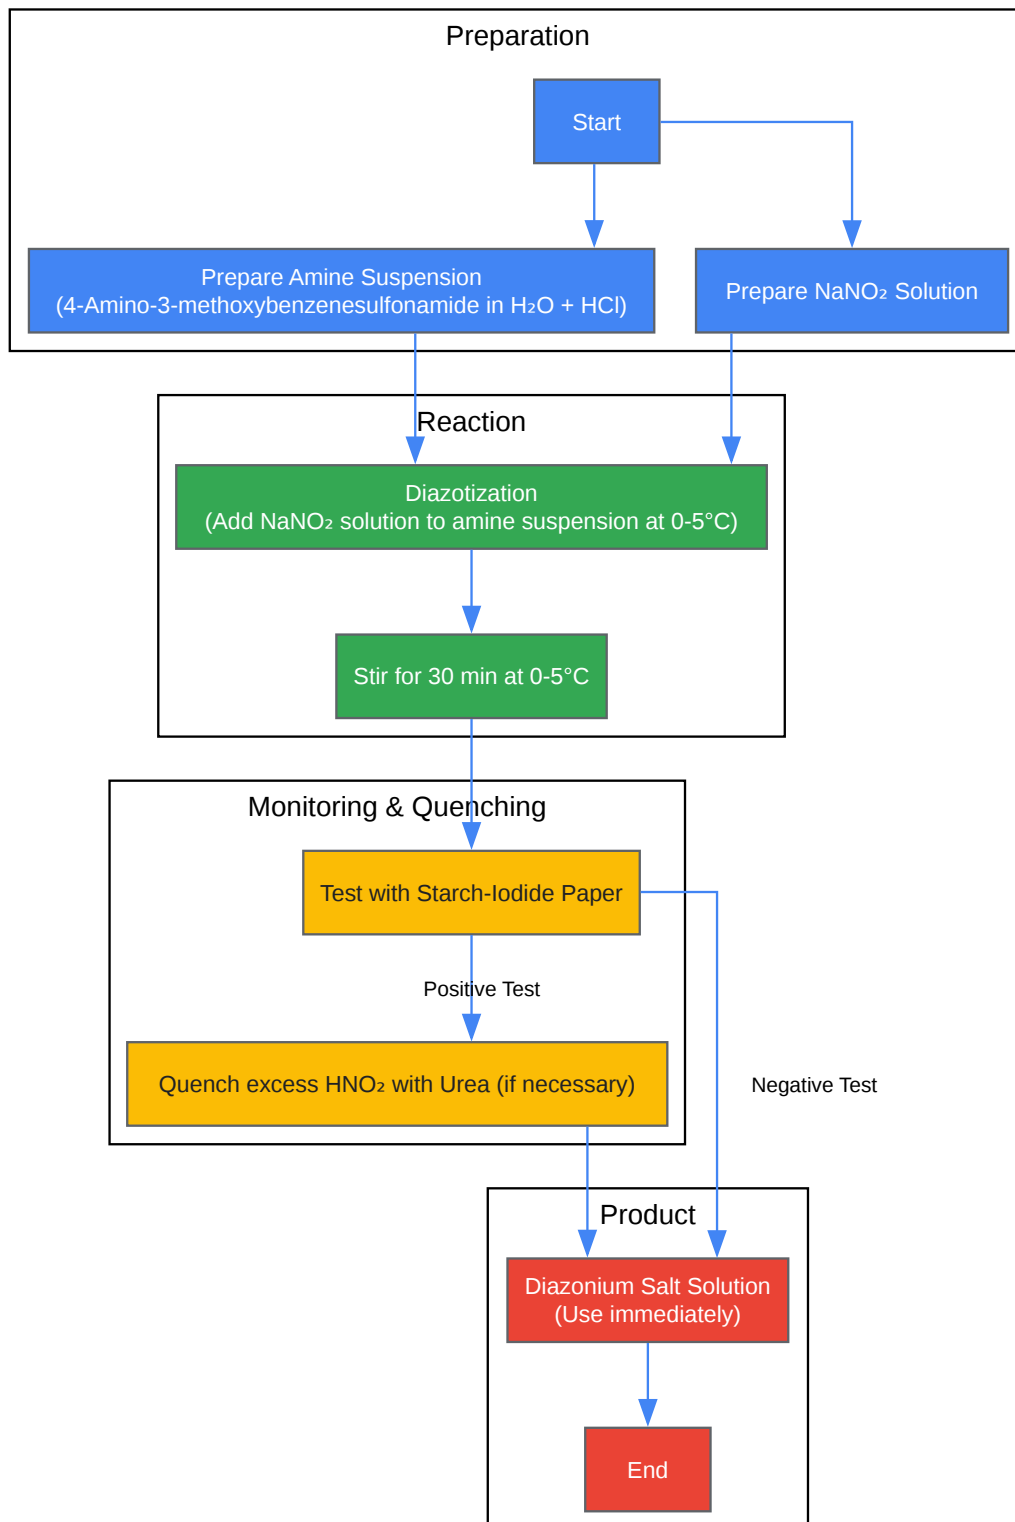 Preparation
Start
Prepare Amine Suspension
(4-Amino-3-methoxybenzenesulfonamide in H₂O + HCl)
Prepare NaNO₂ Solution
Reaction
Diazotization
(Add NaNO₂ solution to amine suspension at 0-5°C)
Stir for 30 min at 0-5°C
Monitoring & Quenching
Test with Starch-Iodide Paper
Positive Test
Quench excess HNO₂ with Urea (if necessary)
Negative Test
Product
Diazonium Salt Solution
(Use immediately)
End